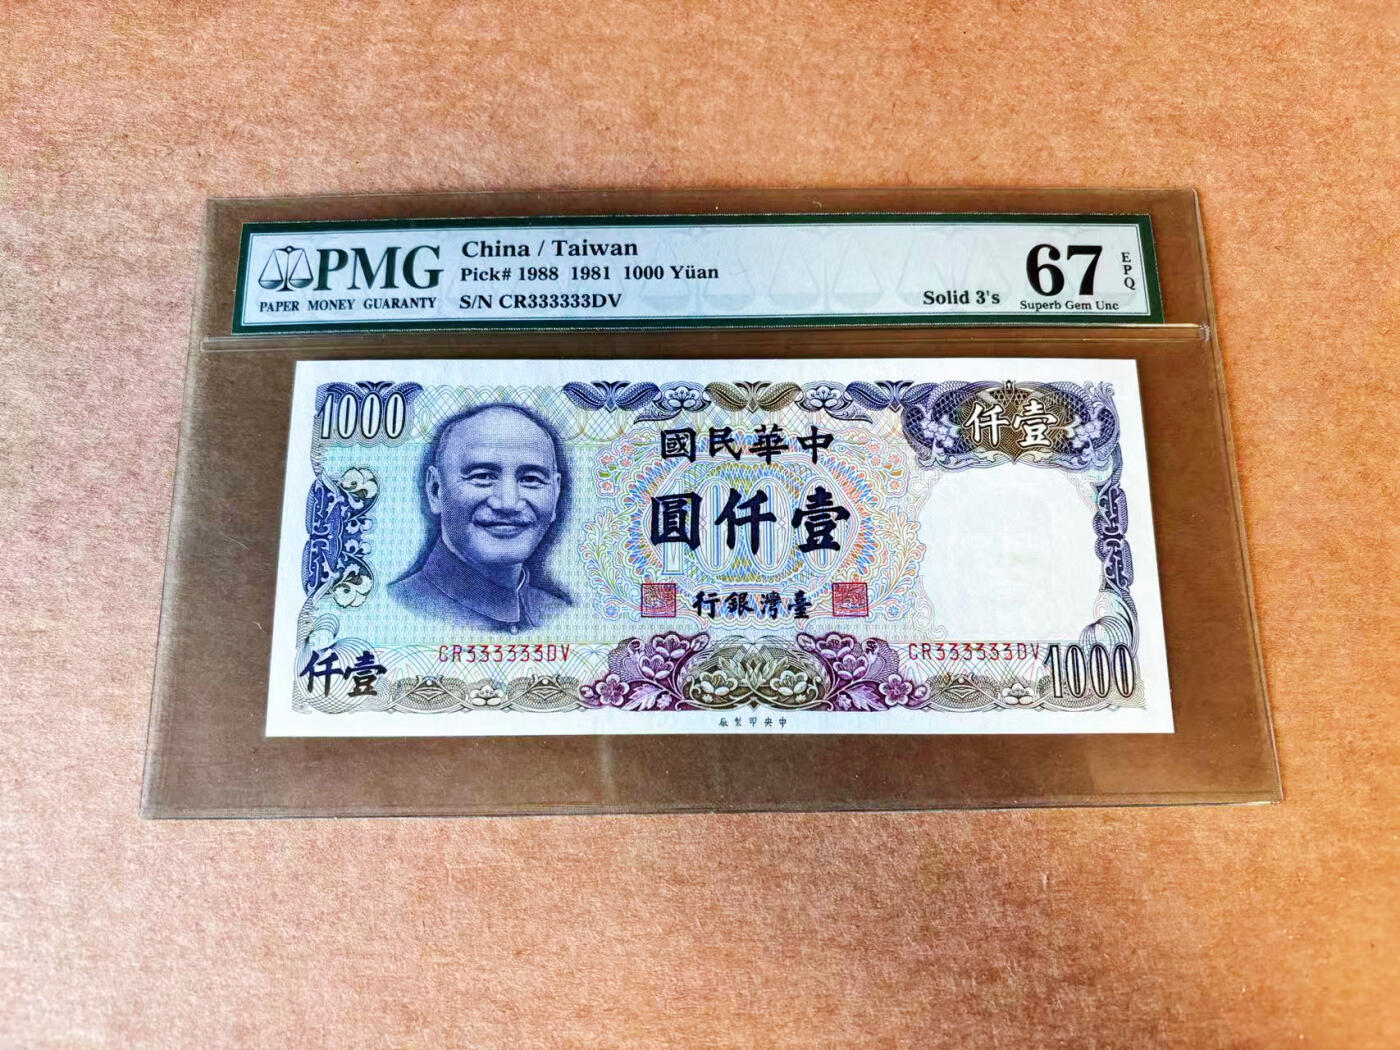 PMG
PAPER MONEY GUARANTY
China / Taiwan
Pick# 1988 1981 1000 Yüan
S/N CR333333DV
Solid 3's
67
EPQ
Superb Gem Unc
1000
仟壹
國民華中
1000
圓仟壹
行銀灣臺
CR333333DV
CR333333DV
仟壹
1000
廠製印央中